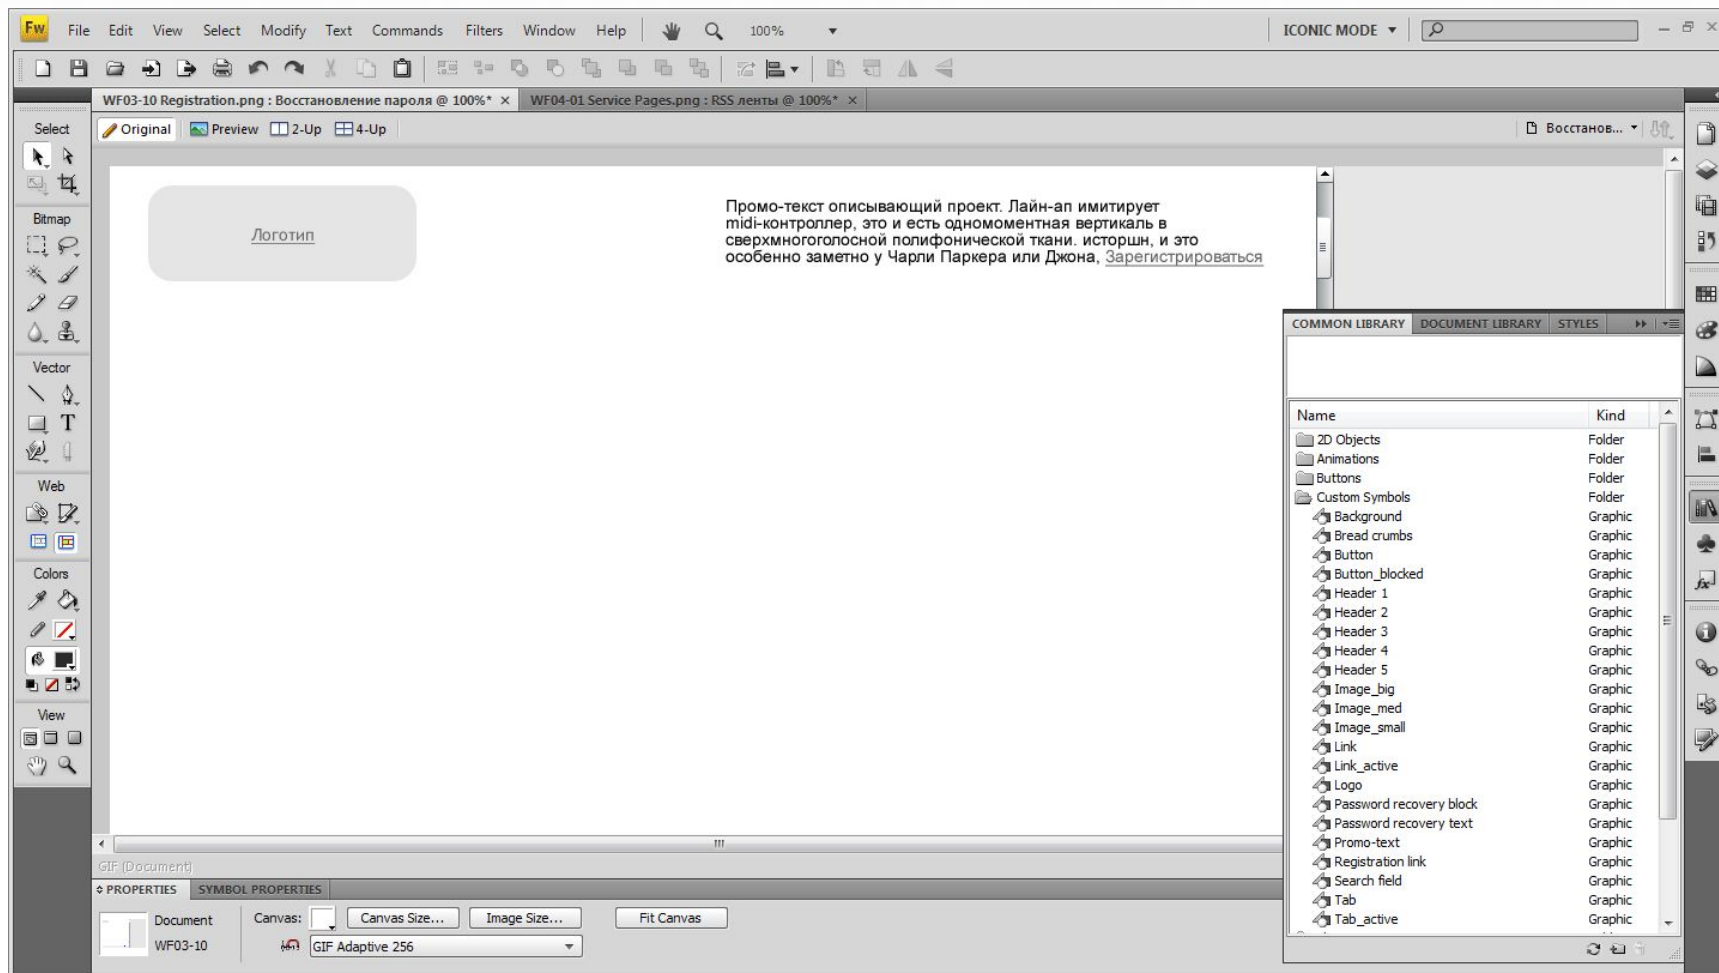 Fw File Edit View Select Modify Text Commands Filters Window Help 100% ICONIC MODE
WF03-10 Registration.png : Восстановление пароля @ 100%* × WF04-01 Service Pages.png : RSS ленты @ 100%* ×
Select
Original Preview 2-Up 4-Up Восстанов...
Логотип
Промо-текст описывающий проект. Лайн-ап имитирует
midi-контроллер, это и есть одномоментная вертикаль в
сверхмногоголосной полифонической ткани. исторшн, и это
особенно заметно у Чарли Паркера или Джона, Зарегистрироваться
Bitmap
Vector
Web
Colors
View
COMMON LIBRARY DOCUMENT LIBRARY STYLES
Name Kind
2D Objects Folder
Animations Folder
Buttons Folder
Custom Symbols Folder
Background Graphic
Bread crumbs Graphic
Button Graphic
Button_blocked Graphic
Header 1 Graphic
Header 2 Graphic
Header 3 Graphic
Header 4 Graphic
Header 5 Graphic
Image_big Graphic
Image_med Graphic
Image_small Graphic
Link Graphic
Link_active Graphic
Logo Graphic
Password recovery block Graphic
Password recovery text Graphic
Promo-text Graphic
Registration link Graphic
Search field Graphic
Tab Graphic
Tab_active Graphic
GIF (Document)
PROPERTIES SYMBOL PROPERTIES
Document Canvas: Canvas Size... Image Size... Fit Canvas
WF03-10 GIF Adaptive 256